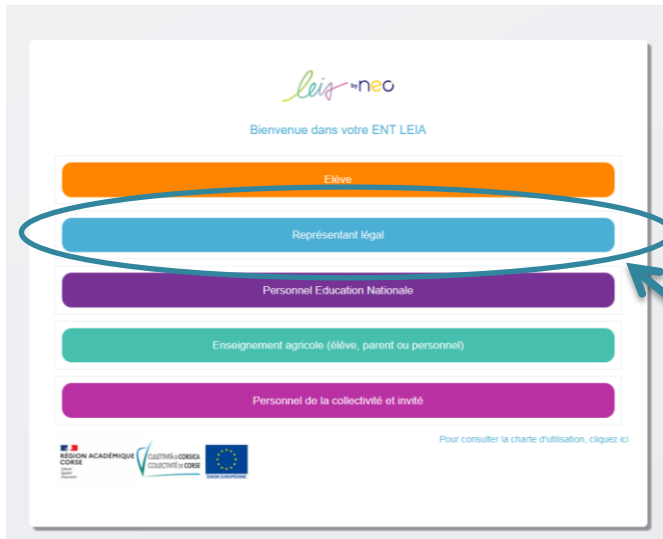 leia by neo
Bienvenue dans votre ENT LEIA
Elève
Représentant légal
Personnel Education Nationale
Enseignement agricole (élève, parent ou personnel)
Personnel de la collectivité et invité
Pour consulter la charte d'utilisation, cliquez ici
RÉGION ACADÉMIQUE
CORSE
CULLETTIVITÀ DI CORSICA
COLLECTIVITÉ DE CORSE
UNION EUROPÉENNE